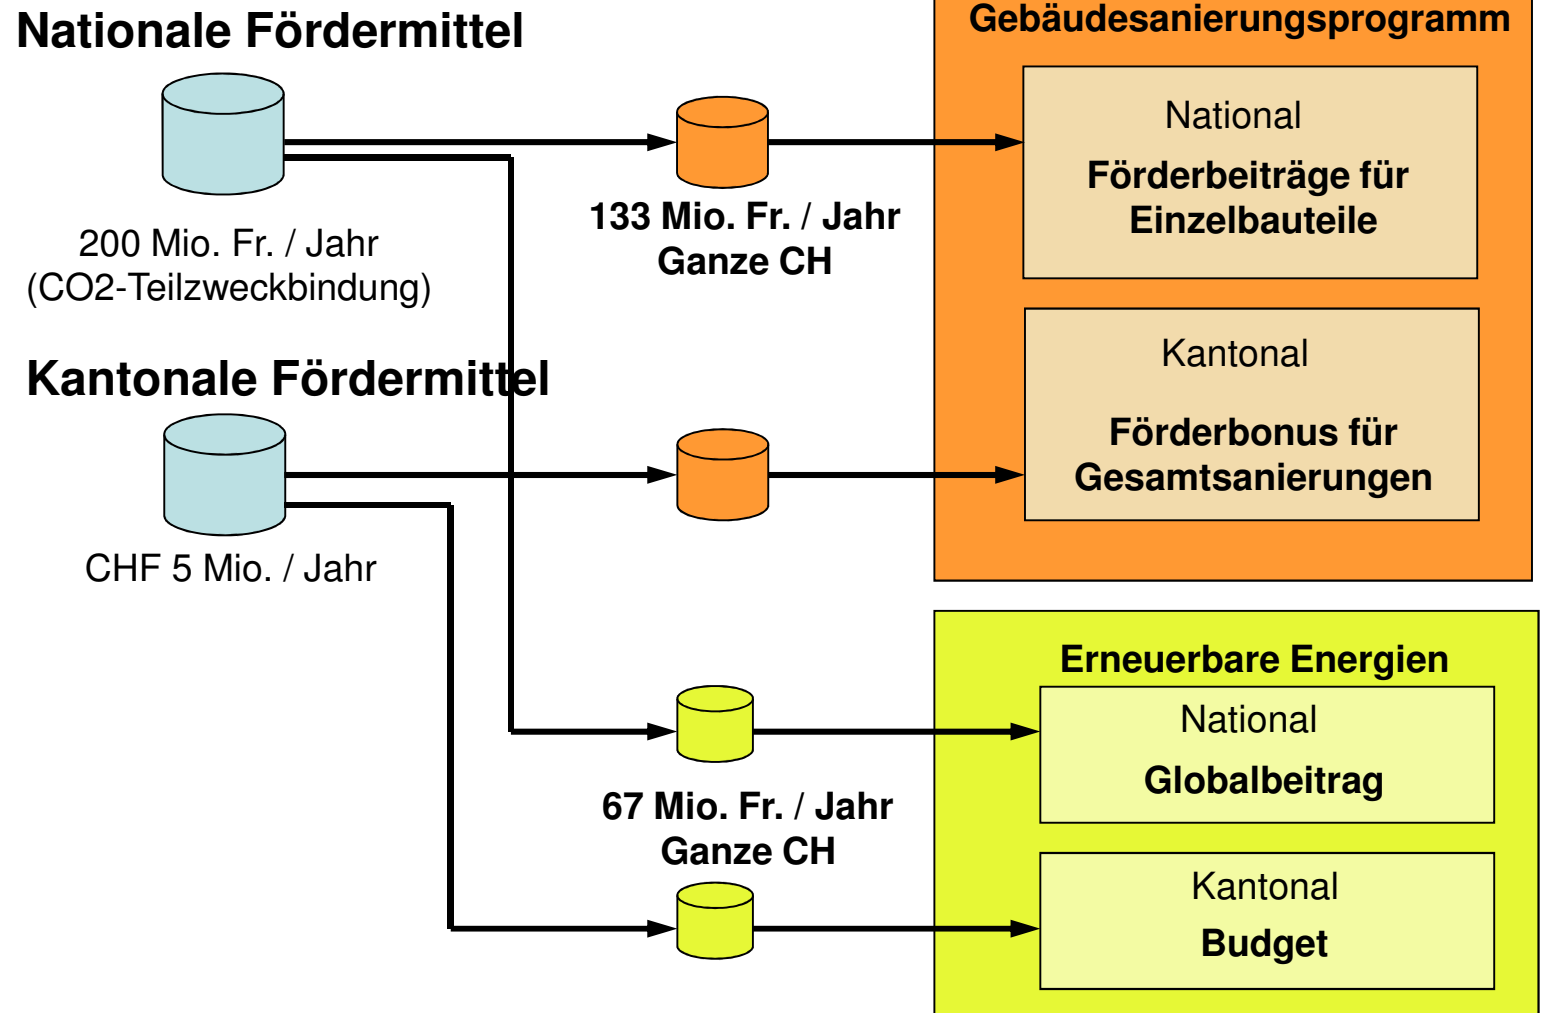 Nationale Fördermittel
200 Mio. Fr. / Jahr
(CO2-Teilzweckbindung)
133 Mio. Fr. / Jahr
Ganze CH
Gebäudesanierungsprogramm
National
Förderbeiträge für
Einzelbauteile
Kantonale Fördermittel
CHF 5 Mio. / Jahr
Kantonal
Förderbonus für
Gesamtsanierungen
67 Mio. Fr. / Jahr
Ganze CH
Erneuerbare Energien
National
Globalbeitrag
Kantonal
Budget